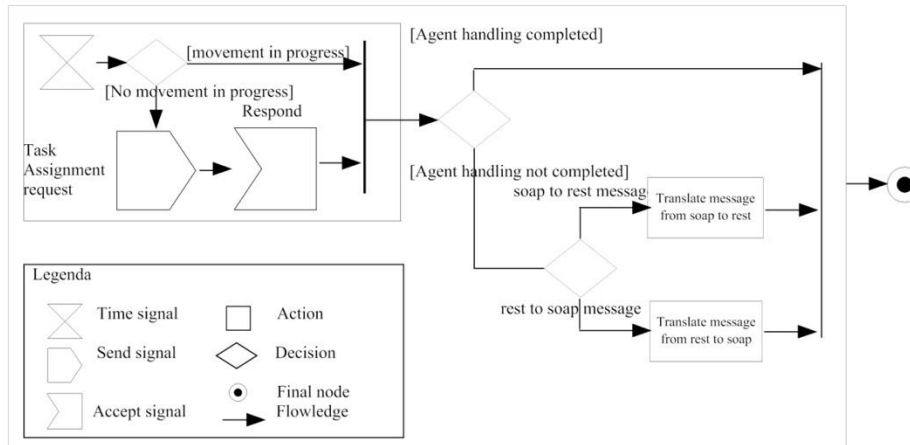 [Agent handling completed]
[movement in progress]
[No movement in progress]
Respond
Task
Assignment
request
[Agent handling not completed]
soap to rest message
Translate message
from soap to rest
rest to soap message
Translate message
from rest to soap
Legenda
Time signal
Action
Send signal
Decision
Final node
Accept signal
Flowledge